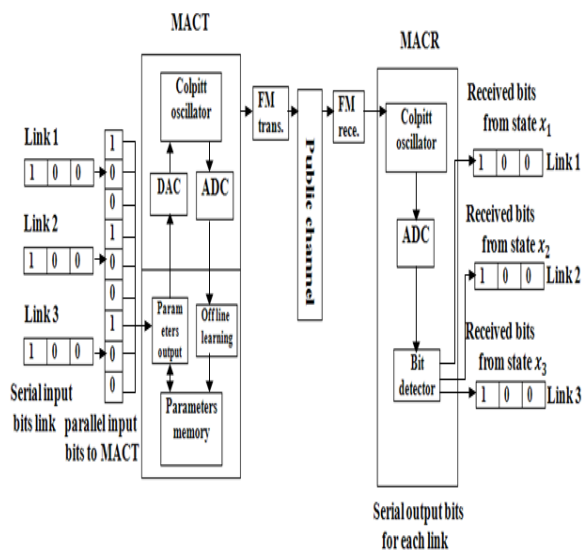 MACT
MACR
Colpitt
oscillator
FM
trans.
Public channel
FM
rece.
Colpitt
oscillator
Received bits
from state x1
1 0 0
Link 1
Link 1
1 0 0
Link 2
1 0 0
Link 3
1 0 0
Serial input
bits link
1
0
0
1
0
0
1
0
0
parallel input
bits to MACT
DAC
ADC
Param
eters
output
Off line
learning
Parameters
memory
ADC
Bit
detector
Received bits
from state x2
1 0 0
Link 2
Received bits
from state x3
1 0 0
Link 3
Serial output bits
for each link